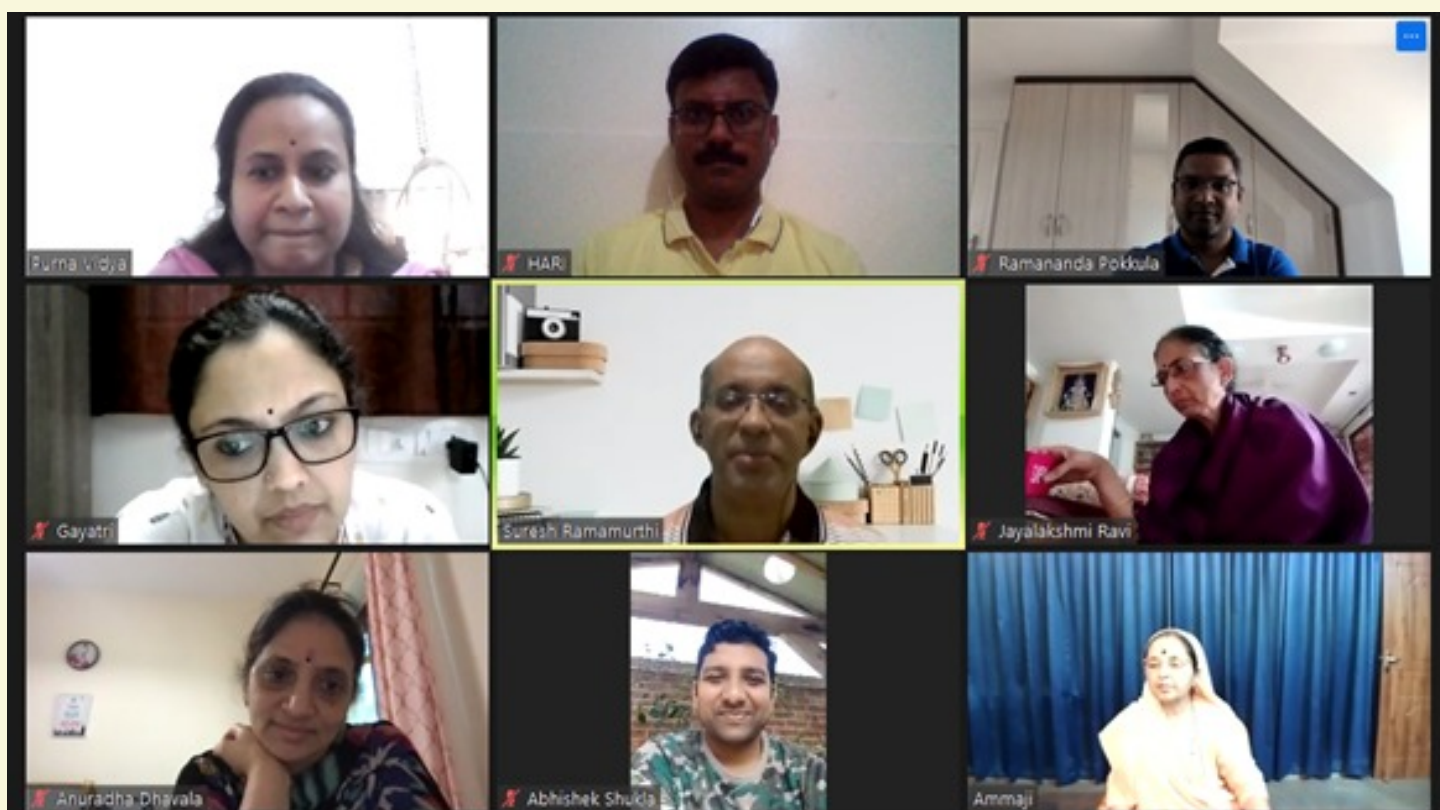 Purna Vidya
HARI
Ramananda Pokkula
Gayatri
Suresh Ramamurthi
Jayalakshmi Ravi
Anuradha Dhavala
Abhishek Shukla
Ammaji